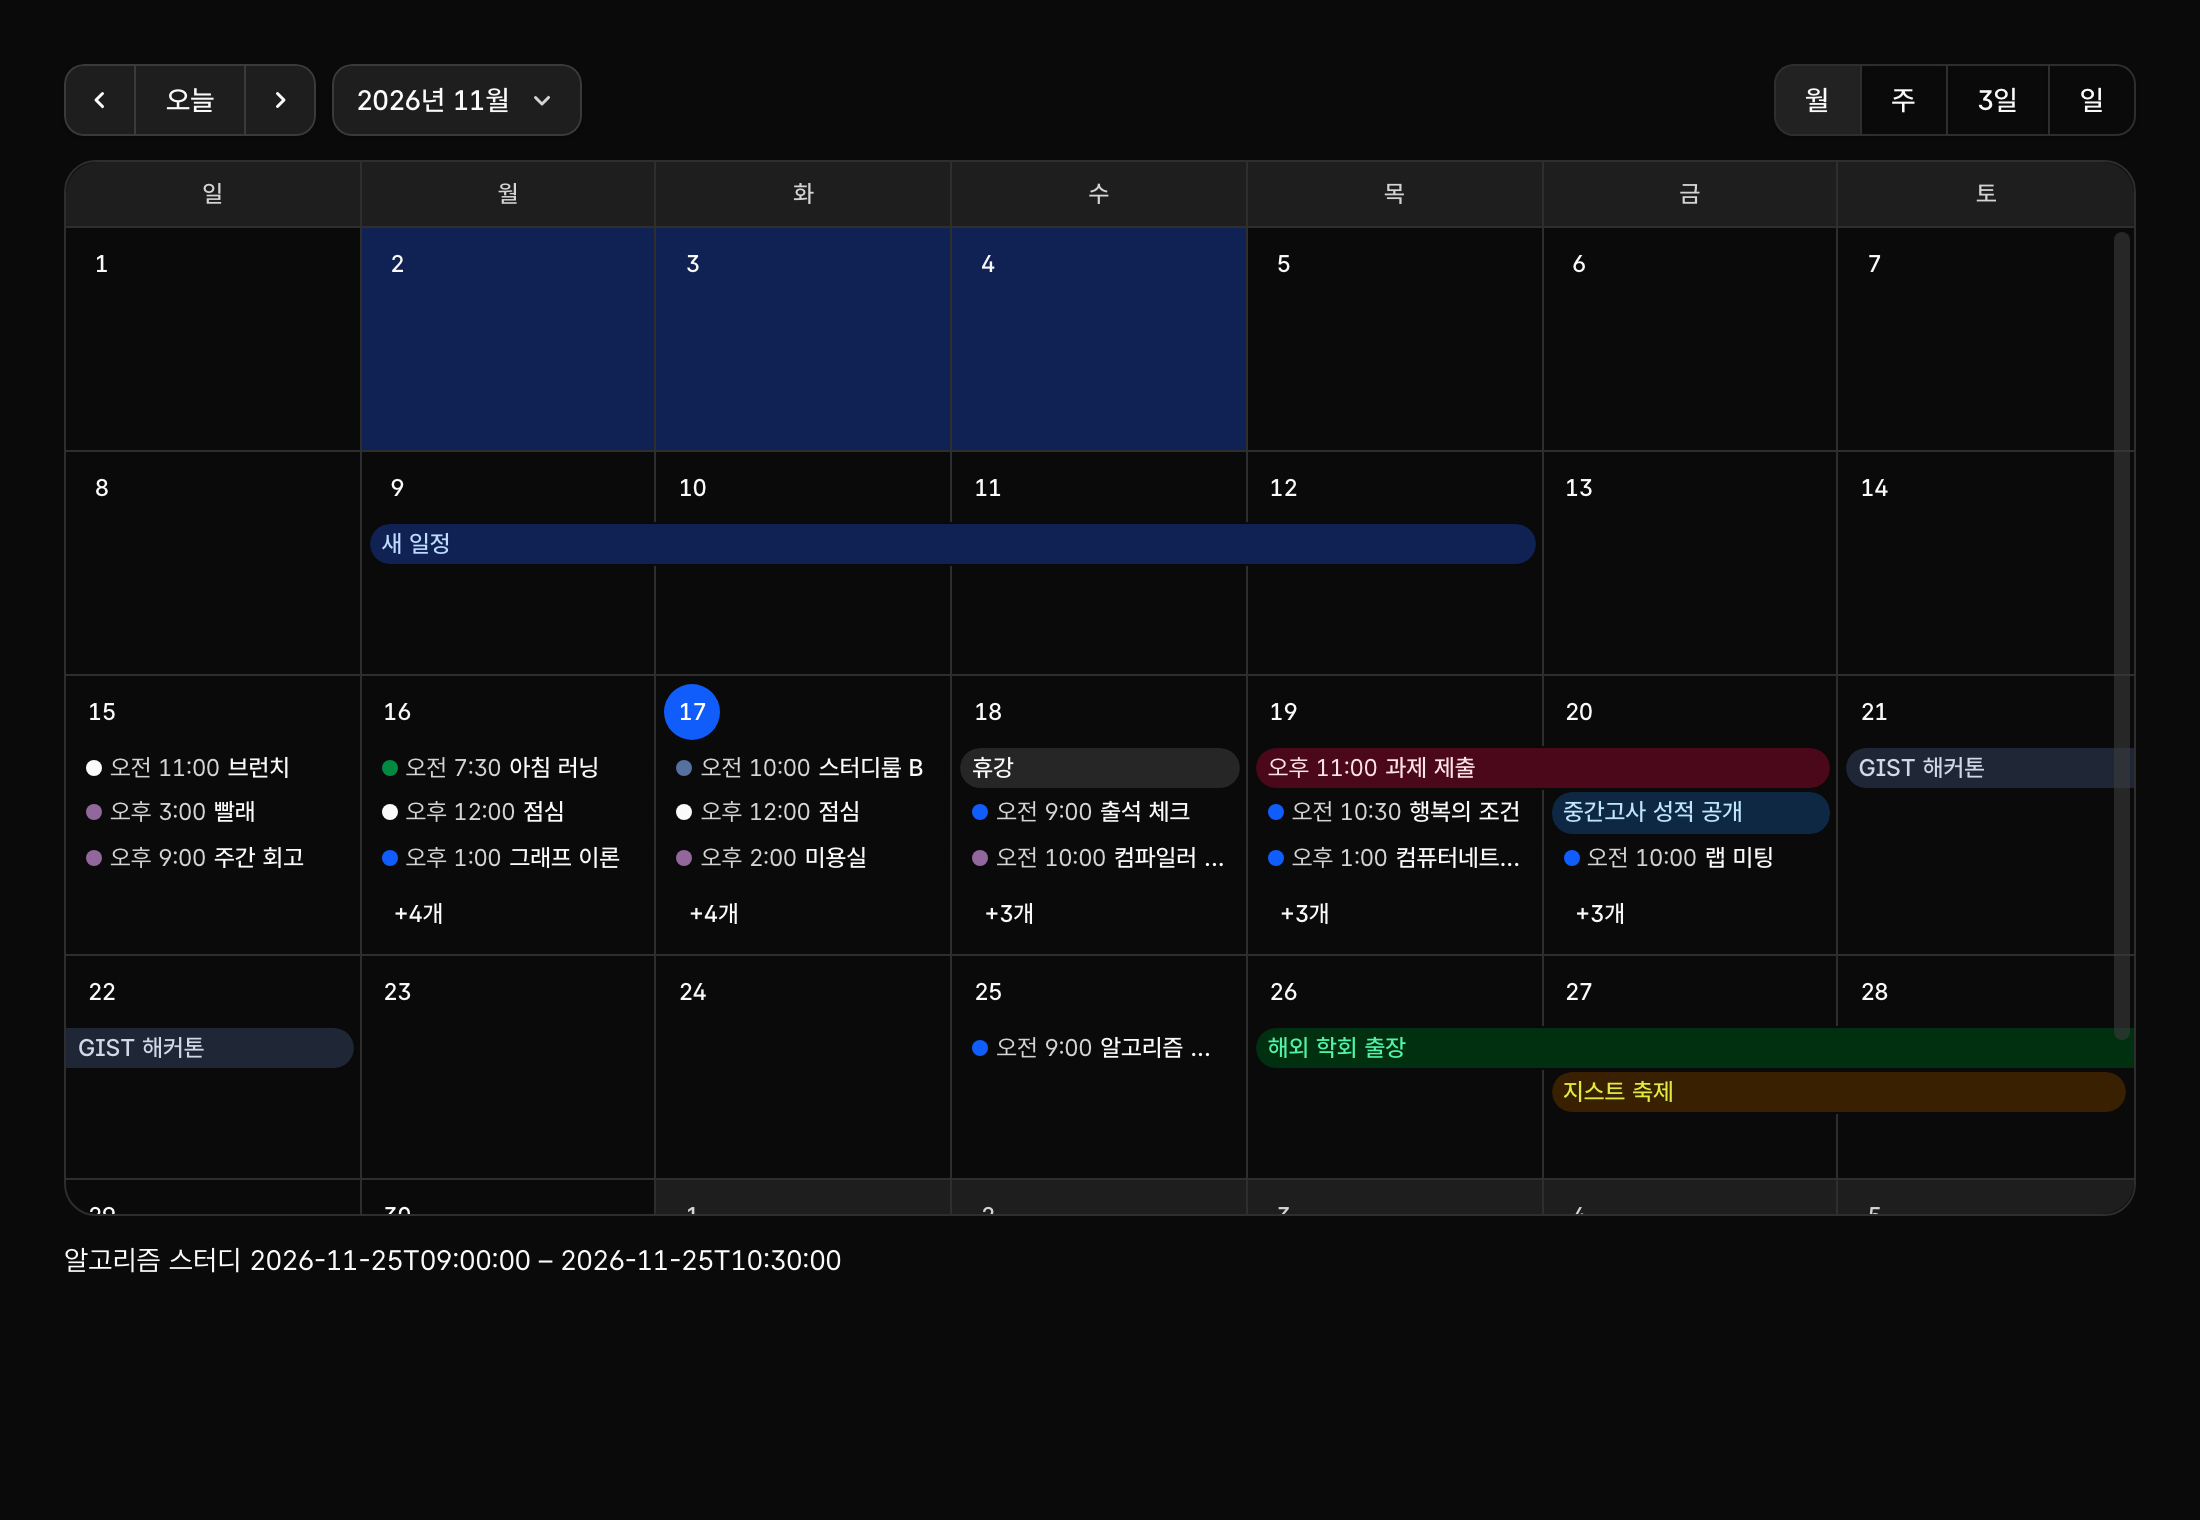 오늘
2026년 11월
월 주 3일 일
일 월 화 수 목 금 토
1 2 3 4 5 6 7
8 9 10 11 12 13 14
새 일정
15 16 17 18 19 20 21
오전 11:00 브런치 오전 7:30 아침 러닝 오전 10:00 스터디룸 B 휴강 오후 11:00 과제 제출 GIST 해커톤
오후 3:00 빨래 오후 12:00 점심 오후 12:00 점심 오전 9:00 출석 체크 오전 10:30 행복의 조건 중간고사 성적 공개
오후 9:00 주간 회고 오후 1:00 그래프 이론 오후 2:00 미용실 오전 10:00 컴파일러 ... 오후 1:00 컴퓨터네트... 오전 10:00 랩 미팅
+4개 +4개 +3개 +3개 +3개
22 23 24 25 26 27 28
GIST 해커톤 오전 9:00 알고리즘 ... 해외 학회 출장
지스트 축제
29 30 1 2 3 4 5
알고리즘 스터디 2026-11-25T09:00:00 – 2026-11-25T10:30:00